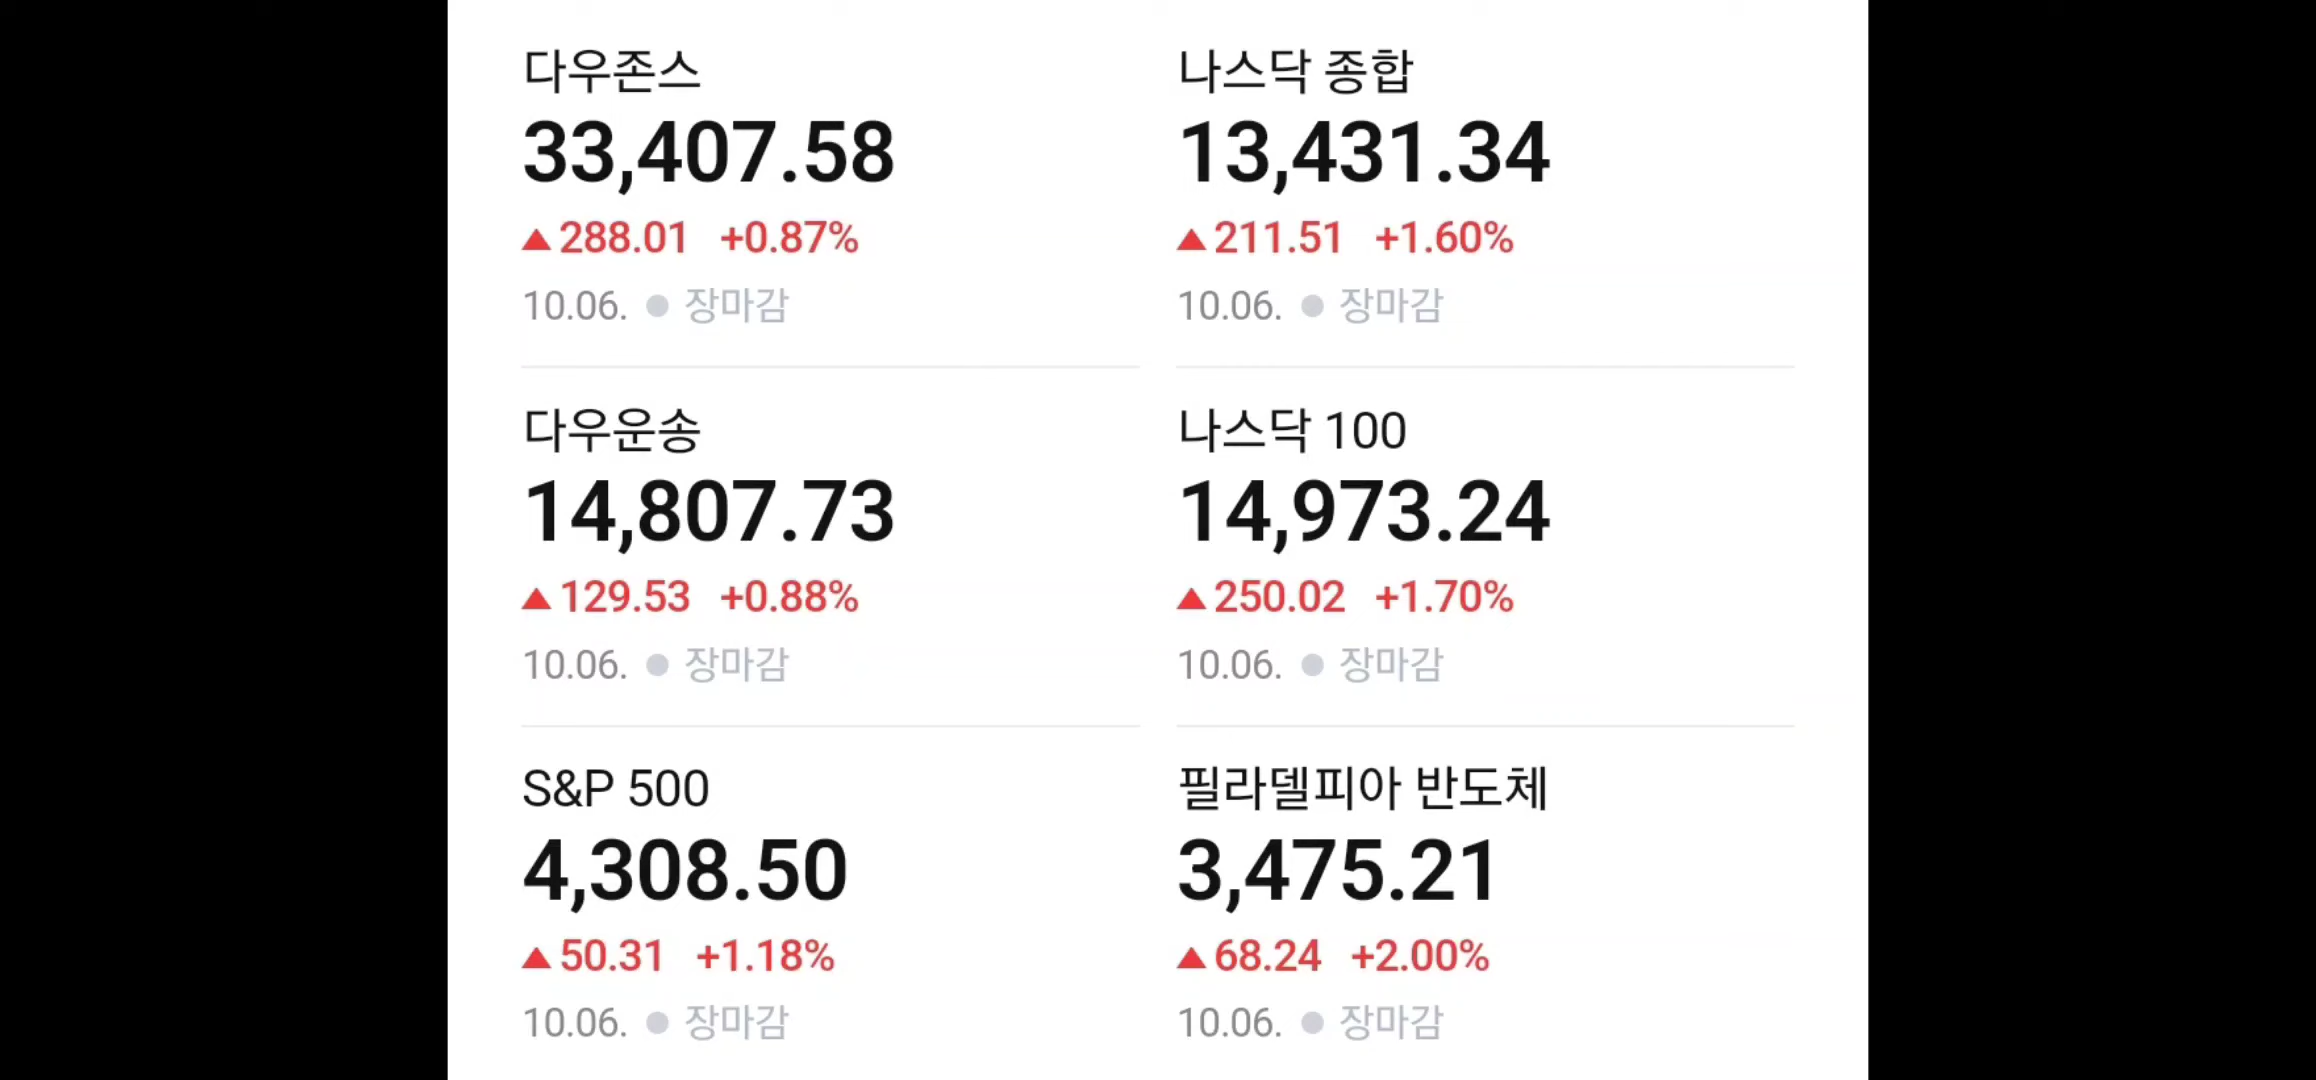 다우존스
33,407.58
▲288.01 +0.87%
10.06. ● 장마감
나스닥 종합
13,431.34
▲211.51 +1.60%
10.06. ● 장마감
다우운송
14,807.73
▲129.53 +0.88%
10.06. ● 장마감
나스닥 100
14,973.24
▲250.02 +1.70%
10.06. ● 장마감
S&P 500
4,308.50
▲50.31 +1.18%
10.06. ● 장마감
필라델피아 반도체
3,475.21
▲68.24 +2.00%
10.06. ● 장마감